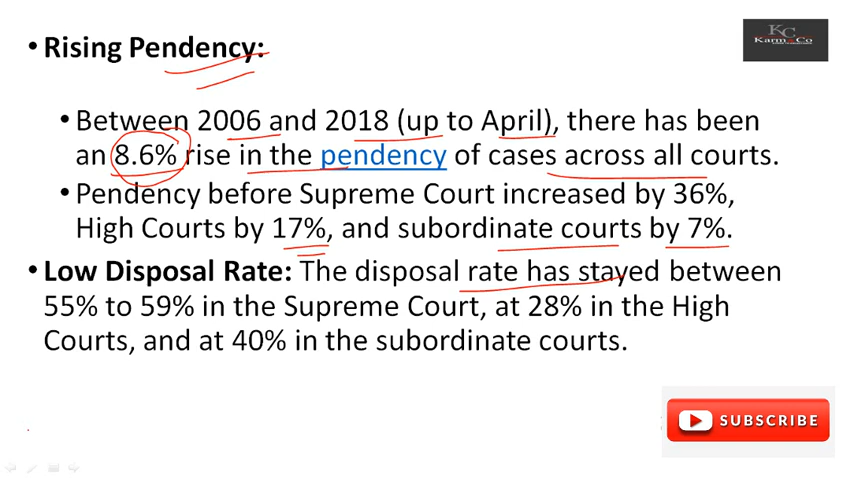 • Rising Pendency:
KC
Karm⚫Co
• Between 2006 and 2018 (up to April), there has been
an 8.6% rise in the pendency of cases across all courts.
• Pendency before Supreme Court increased by 36%,
High Courts by 17%, and subordinate courts by 7%.
• Low Disposal Rate: The disposal rate has stayed between
55% to 59% in the Supreme Court, at 28% in the High
Courts, and at 40% in the subordinate courts.
SUBSCRIBE